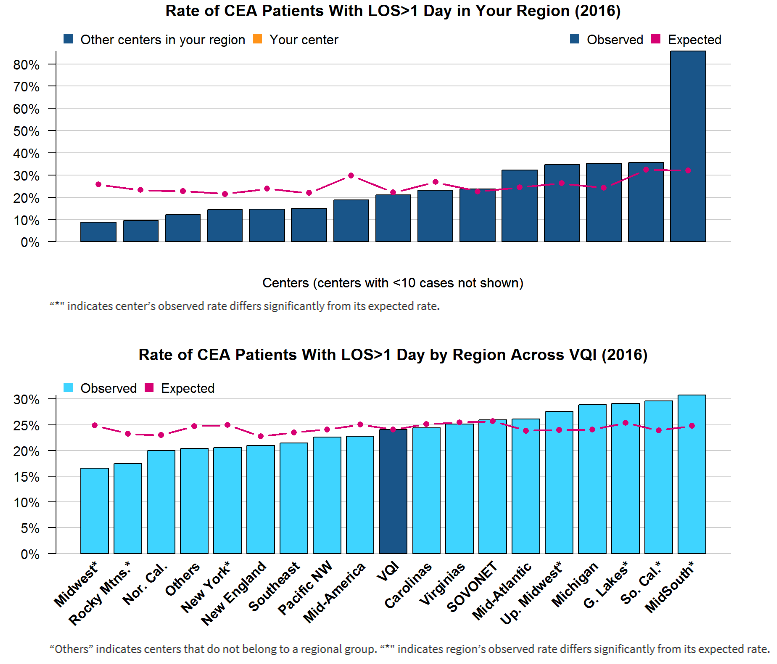 Rate of CEA Patients With LOS>1 Day in Your Region (2016)
Other centers in your region Your center Observed Expected
80%
70%
60%
50%
40%
30%
20%
10%
0%
Centers (centers with <10 cases not shown)
“*” indicates center’s observed rate differs significantly from its expected rate.
Rate of CEA Patients With LOS>1 Day by Region Across VQI (2016)
Observed Expected
30%
25%
20%
15%
10%
5%
0%
Midwest*
Rocky Mtns.*
Nor. Cal.
Others
New York*
New England
Southeast
Pacific NW
Mid-America
VQI
Carolinas
Virginias
SOVONET
Mid-Atlantic
Up. Midwest*
Michigan
G. Lakes*
So. Cal.*
MidSouth*
“Others” indicates centers that do not belong to a regional group. “*” indicates region’s observed rate differs significantly from its expected rate.